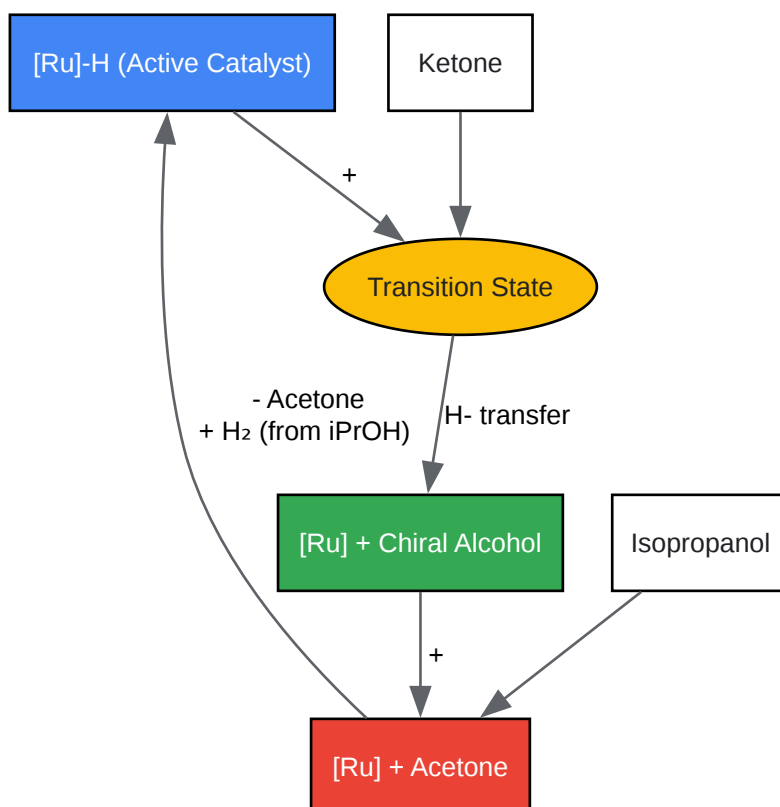 [Ru]-H (Active Catalyst)
Ketone
+
Transition State
- Acetone
+ H₂ (from iPrOH)
H- transfer
[Ru] + Chiral Alcohol
Isopropanol
+
[Ru] + Acetone